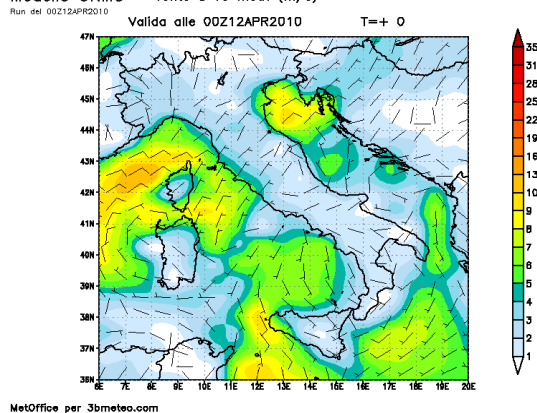 Run del 00Z12APR2010
Valida alle 00Z12APR2010 T=+ 0
47N
46N
45N
44N
43N
42N
41N
40N
39N
38N
37N
36N
6E 7E 8E 9E 10E 11E 12E 13E 14E 15E 16E 17E 18E 19E 20E
35
31
28
25
22
19
16
13
10
9
8
7
6
5
4
3
2
1
MetOffice per 3bmeteo.com